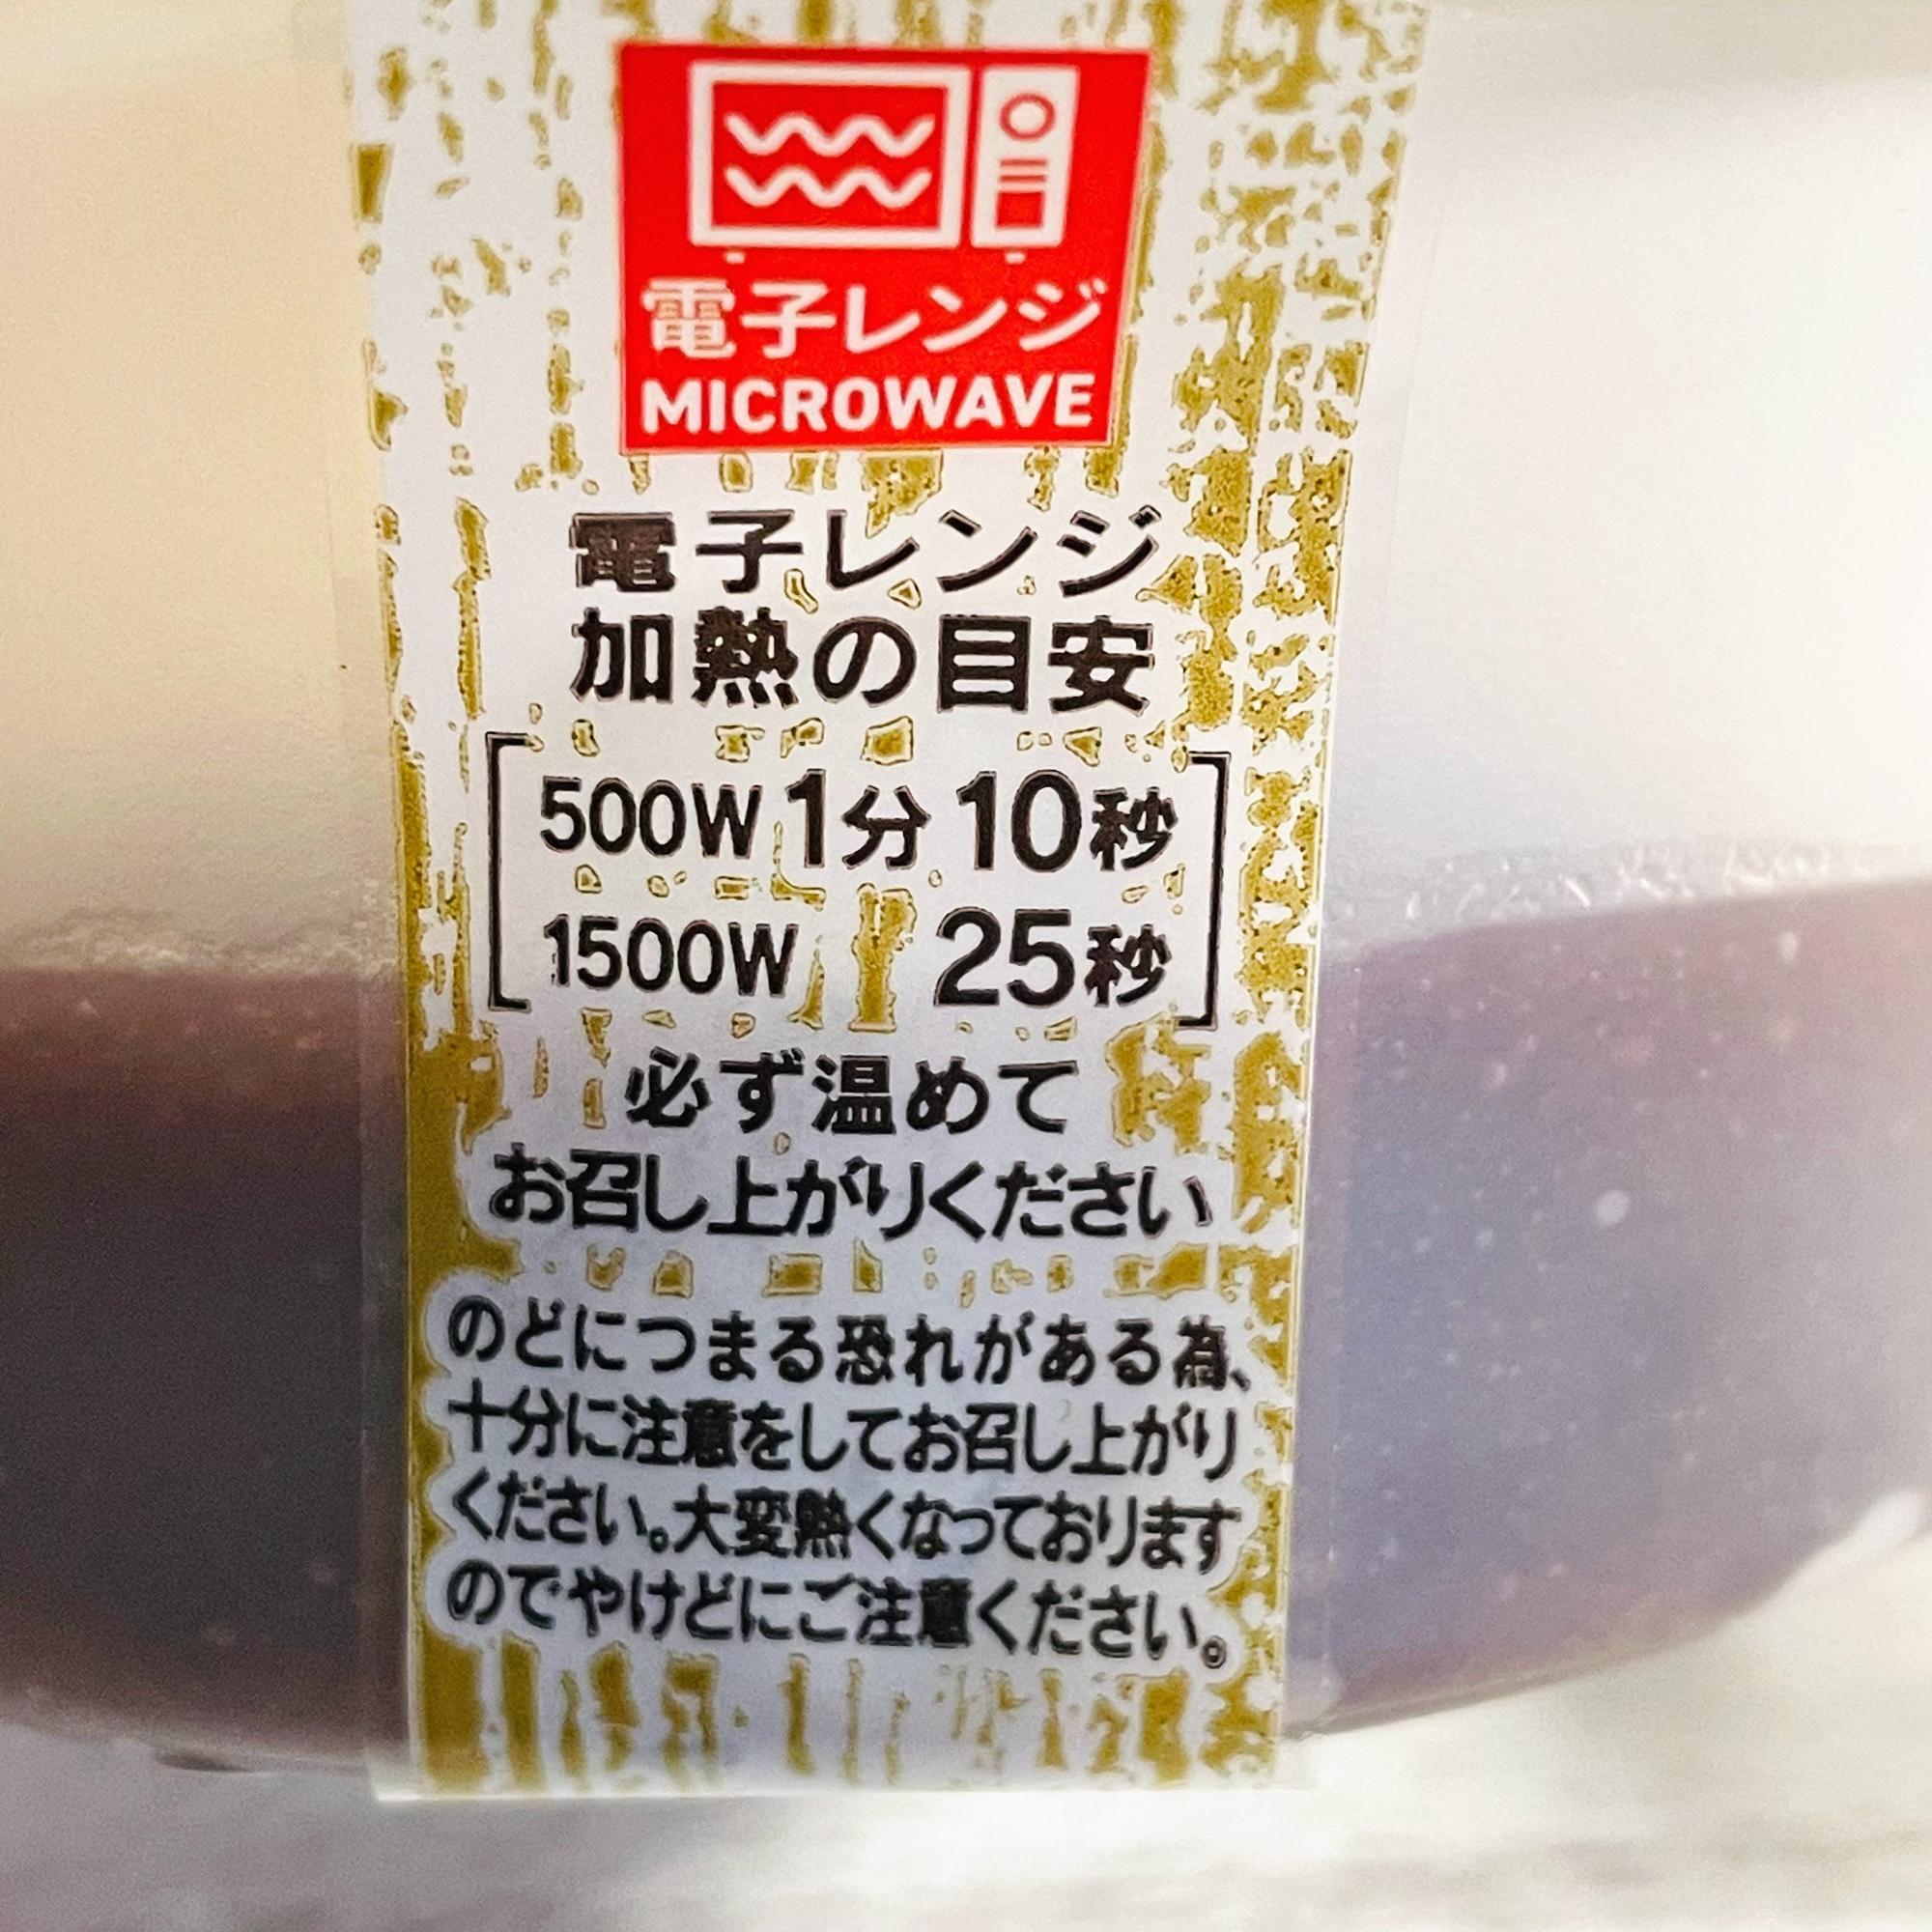 電子レンジ
MICROWAVE
電子レンジ
加熱の目安
500W 1分 10秒
1500W 25秒
必ず温めて
お召し上がりください
のどにつまる恐れがある為、
十分に注意をしてお召し上がり
ください。大変熱くなっております
のでやけどにご注意ください。